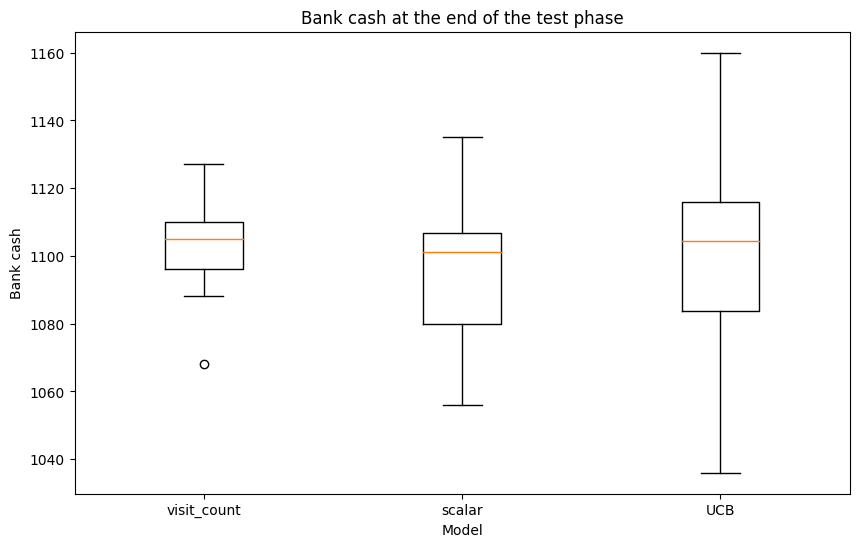 Bank cash at the end of the test phase
1160
1140
1120
1100
1080
1060
1040
Bank cash
visit_count
scalar
UCB
Model